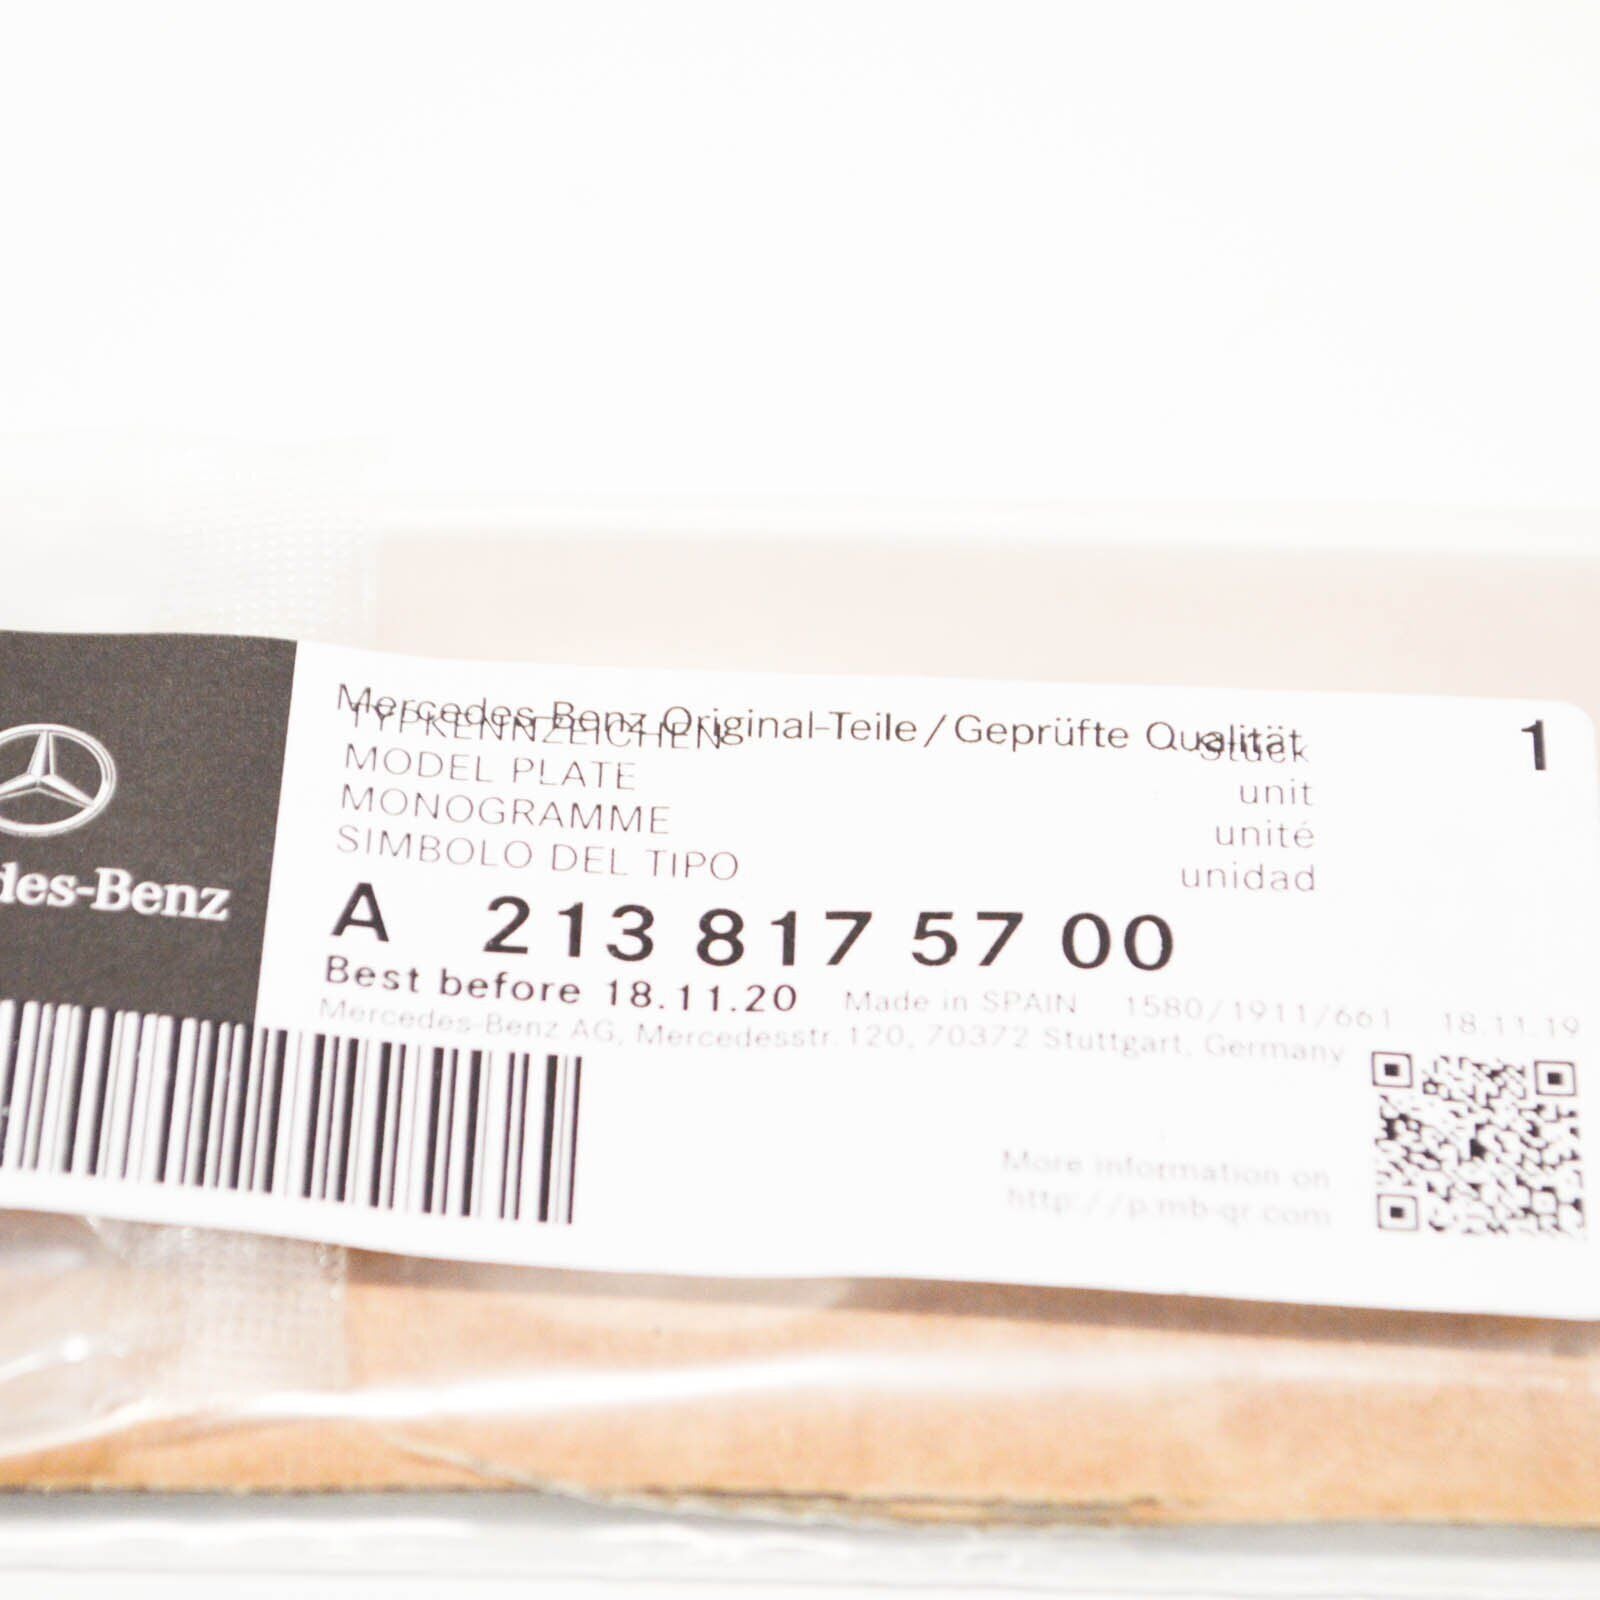 des-Benz
Mercedes-Benz Original-Teile / Geprüfte Qualität
TYPKENNZEICHEN Stück 1
MODEL PLATE unit
MONOGRAMME unité
SIMBOLO DEL TIPO unidad
A 213 817 57 00
Best before 18.11.20 Made in SPAIN 1580/1911/661 18.11.19
Mercedes-Benz AG, Mercedesstr. 120, 70372 Stuttgart, Germany
More information on
http://p.mb-qr.com